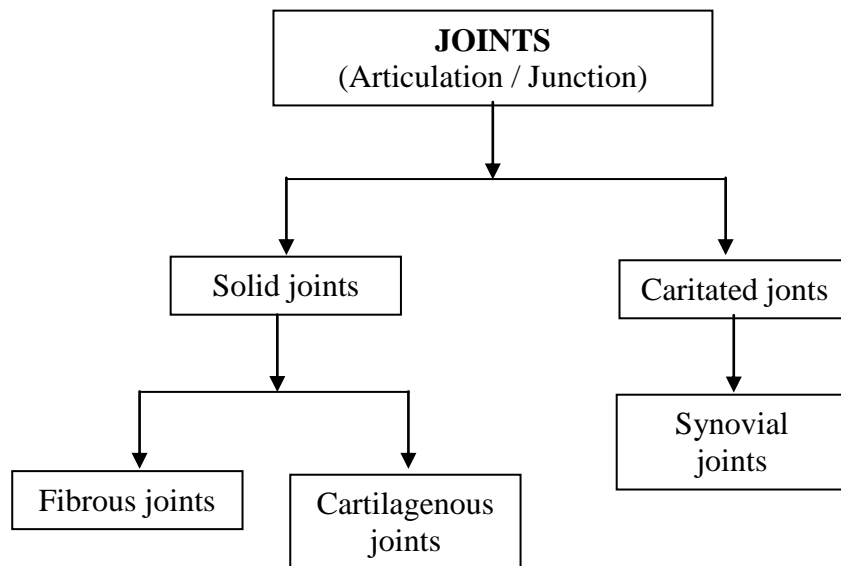 JOINTS
(Articulation / Junction)
Solid joints
Caritated jonts
Synovial
joints
Fibrous joints
Cartilagenous
joints